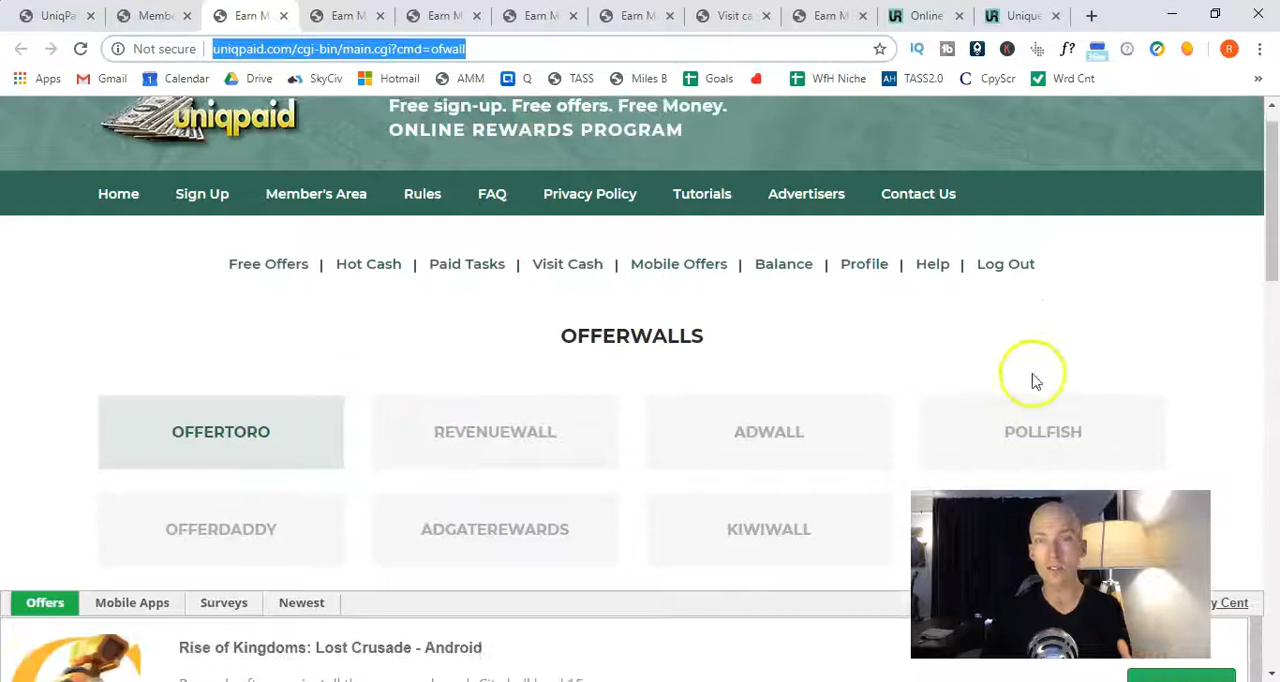 UniqPa
Membe
Earn M
Earn M
Earn M
Earn M
Earn M
Visit ca
Earn M
Online
Unique
Not secure
uniqpaid.com/cgi-bin/main.cgi?cmd=ofwall
Apps
Gmail
Calendar
Drive
SkyCiv
Hotmail
AMM
Q
TASS
Miles B
Goals
WfH Niche
TASS2.0
CpyScr
Wrd Cnt
uniqpaid
Free sign-up. Free offers. Free Money.
ONLINE REWARDS PROGRAM
Home Sign Up Member's Area Rules FAQ Privacy Policy Tutorials Advertisers Contact Us
Free Offers | Hot Cash | Paid Tasks | Visit Cash | Mobile Offers | Balance | Profile | Help | Log Out
OFFERWALLS
OFFERTORO REVENUEWALL ADWALL POLLFISH
OFFERDADDY ADGATEREWARDS KIWIWALL
Offers Mobile Apps Surveys Newest y Cent
Rise of Kingdoms: Lost Crusade - Android